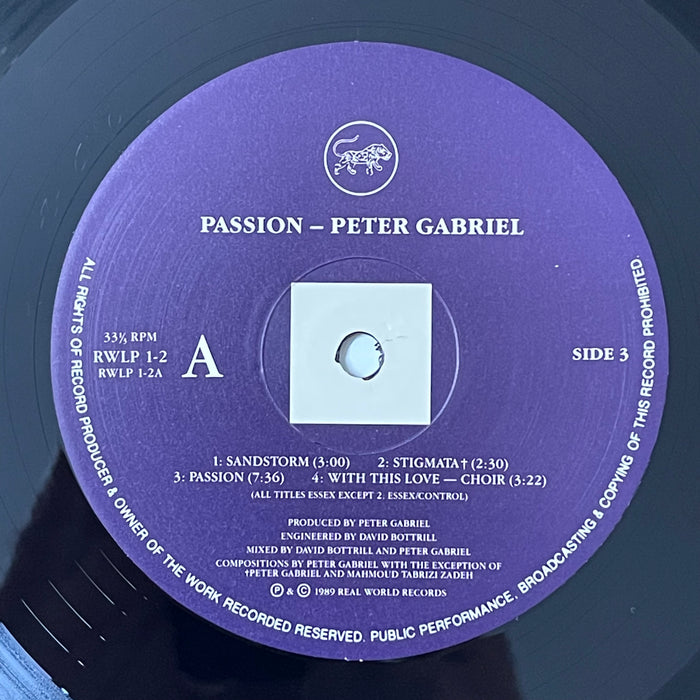 PASSION – PETER GABRIEL
33⅓ RPM
RWLP 1-2
RWLP 1-2A
A
SIDE 3
1: SANDSTORM (3:00) 2: STIGMATA† (2:30)
3: PASSION (7:36) 4: WITH THIS LOVE — CHOIR (3:22)
(ALL TITLES ESSEX EXCEPT 2. ESSEX/CONTROL)
PRODUCED BY PETER GABRIEL
ENGINEERED BY DAVID BOTTRILL
MIXED BY DAVID BOTTRILL AND PETER GABRIEL
COMPOSITIONS BY PETER GABRIEL WITH THE EXCEPTION OF
†PETER GABRIEL AND MAHMOUD TABRIZI ZADEH
Ⓟ & © 1989 REAL WORLD RECORDS
ALL RIGHTS OF RECORD PRODUCER & OWNER OF THE WORK RECORDED RESERVED. PUBLIC PERFORMANCE, BROADCASTING & COPYING OF THIS RECORD PROHIBITED.